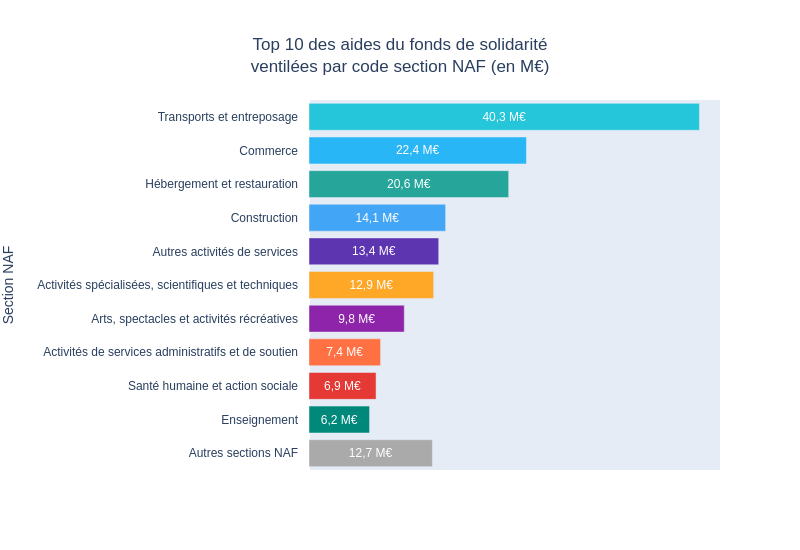 Top 10 des aides du fonds de solidarité
ventilées par code section NAF (en M€)
Section NAF
Transports et entreposage 40,3 M€
Commerce 22,4 M€
Hébergement et restauration 20,6 M€
Construction 14,1 M€
Autres activités de services 13,4 M€
Activités spécialisées, scientifiques et techniques 12,9 M€
Arts, spectacles et activités récréatives 9,8 M€
Activités de services administratifs et de soutien 7,4 M€
Santé humaine et action sociale 6,9 M€
Enseignement 6,2 M€
Autres sections NAF 12,7 M€